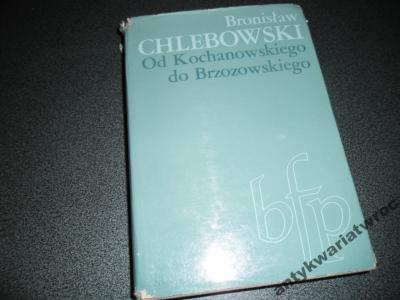 Bronisław
CHLEBOWSKI
Od Kochanowskiego
do Brzozowskiego
bfp
antykwariatwroc